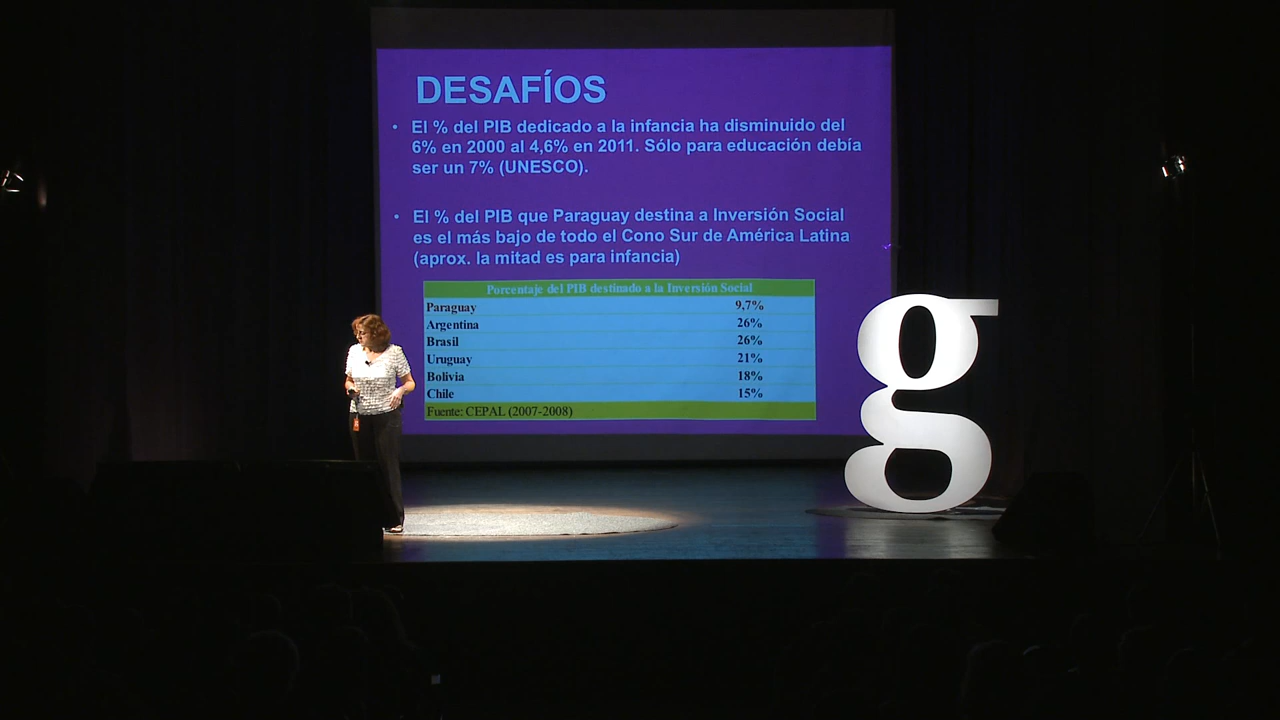 DESAFÍOS
• El % del PIB dedicado a la infancia ha disminuido del
6% en 2000 al 4,6% en 2011. Sólo para educación debía
ser un 7% (UNESCO).
• El % del PIB que Paraguay destina a Inversión Social
es el más bajo de todo el Cono Sur de América Latina
(aprox. la mitad es para infancia)
Porcentaje del PIB destinado a la Inversión Social
Paraguay 9,7%
Argentina 26%
Brasil 26%
Uruguay 21%
Bolivia 18%
Chile 15%
Fuente: CEPAL (2007-2008)
g